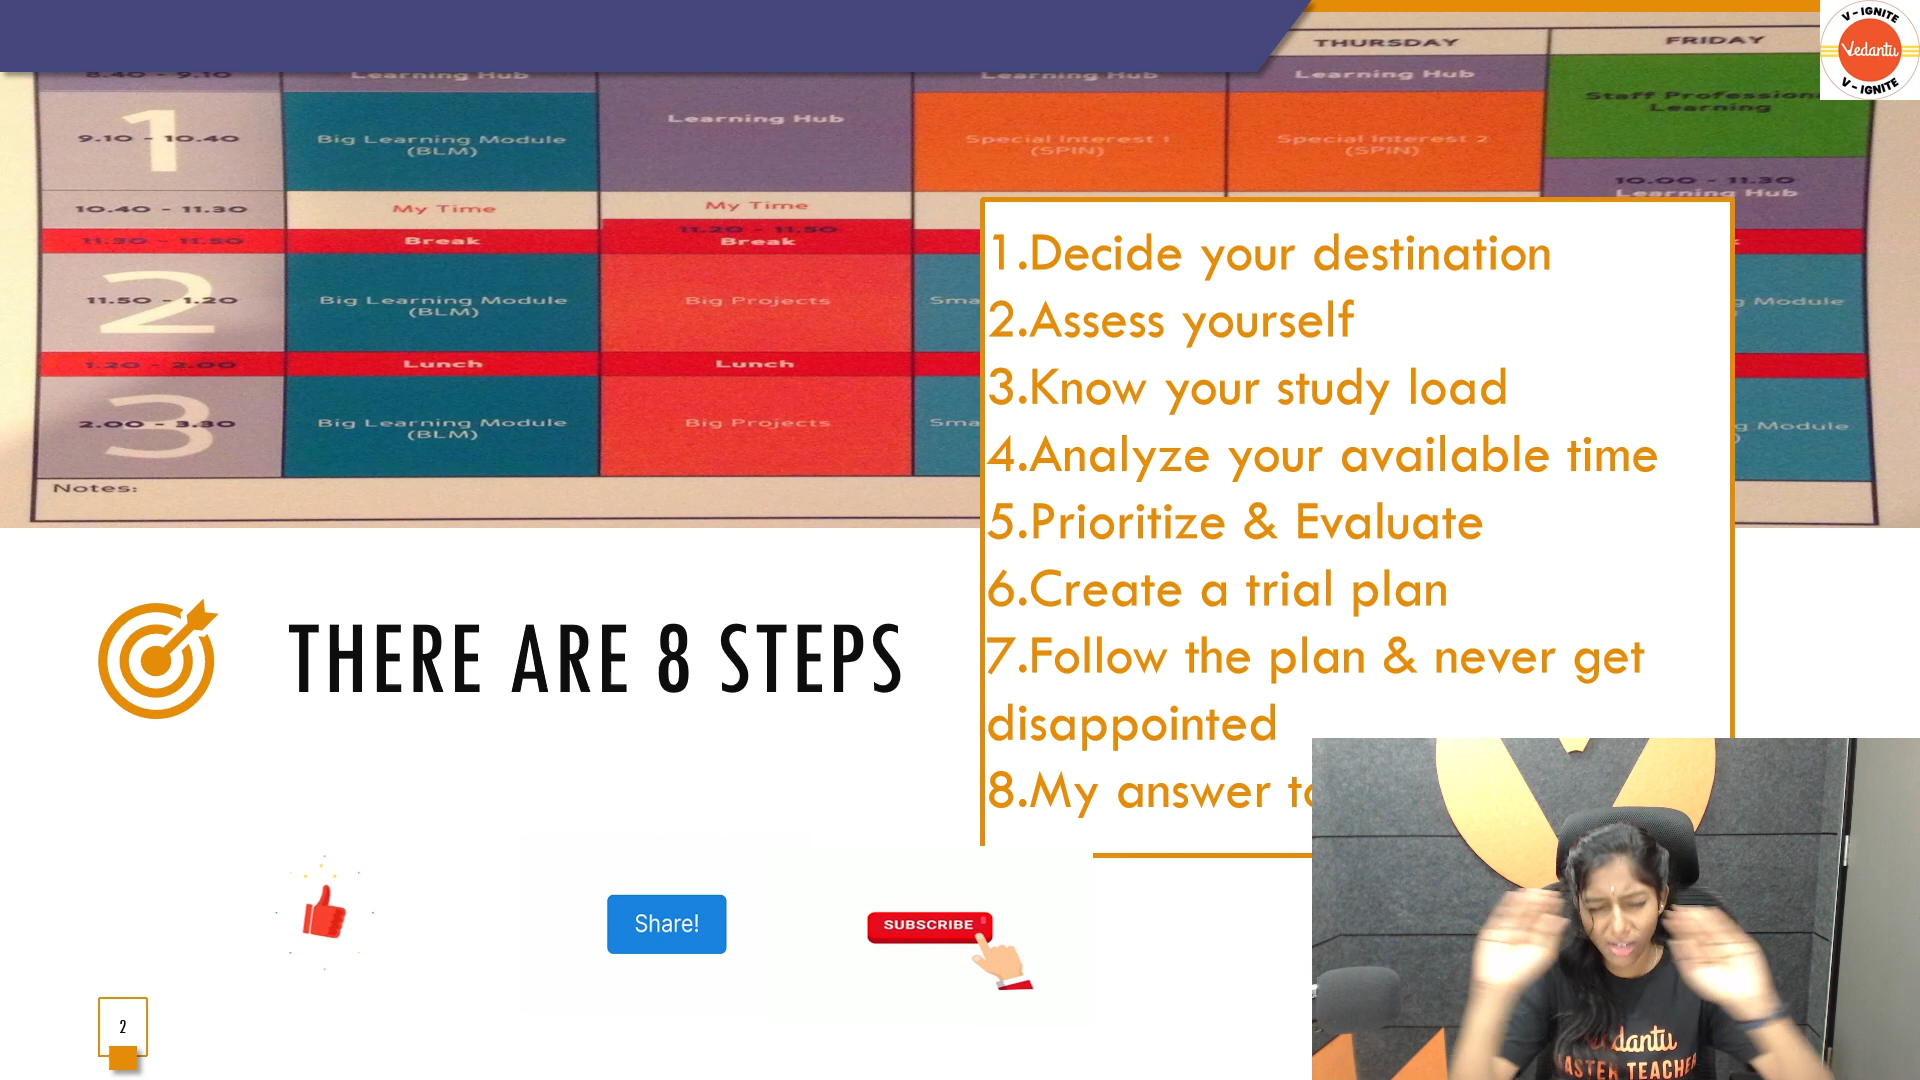 THURSDAY
FRIDAY
V - IGNITE
Vedantu
V - IGNITE
8.40 - 9.10
Learning Hub
Learning Hub
Learning Hub
Staff Profession
Learning
1
9.10 - 10.40
Big Learning Module
(BLM)
Learning Hub
Special Interest 1
(SPIN)
Special Interest 2
(SPIN)
10.00 - 11.30
Learning Hub
10.40 - 11.30
My Time
My Time
11.30 - 11.50
Break
11.20 - 11.50
Break
2
11.50 - 1.20
Big Learning Module
(BLM)
Big Projects
Sma
g Module
1.20 - 2.00
Lunch
Lunch
3
2.00 - 3.30
Big Learning Module
(BLM)
Big Projects
Sma
g Module
Notes:
1.Decide your destination
2.Assess yourself
3.Know your study load
4.Analyze your available time
5.Prioritize & Evaluate
6.Create a trial plan
7.Follow the plan & never get
disappointed
8.My answer to
THERE ARE 8 STEPS
Share!
SUBSCRIBE
2
Vedantu
MASTER TEACHER